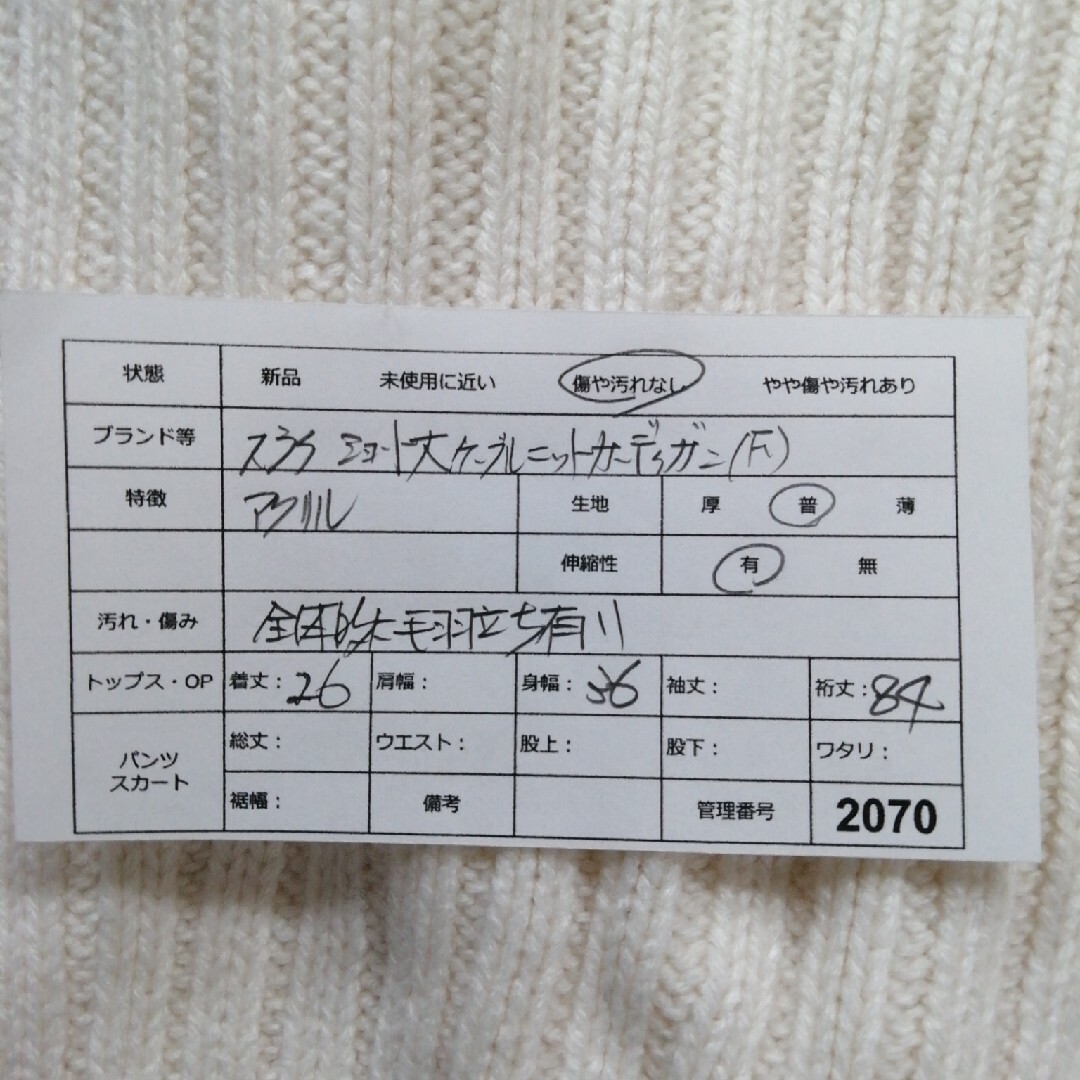 状態 新品 未使用に近い 傷や汚れなし やや傷や汚れあり
ブランド等 ショート丈ケーブルニットカーディガン(F)
特徴 アクリル 生地 厚 普 薄
伸縮性 有 無
汚れ・傷み 全体的に毛羽立ち有り
トップス・OP 着丈: 26 肩幅: 身幅: 36 袖丈: 裄丈: 84
パンツ スカート 総丈: ウエスト: 股上: 股下: ワタリ:
裾幅: 備考 管理番号 2070